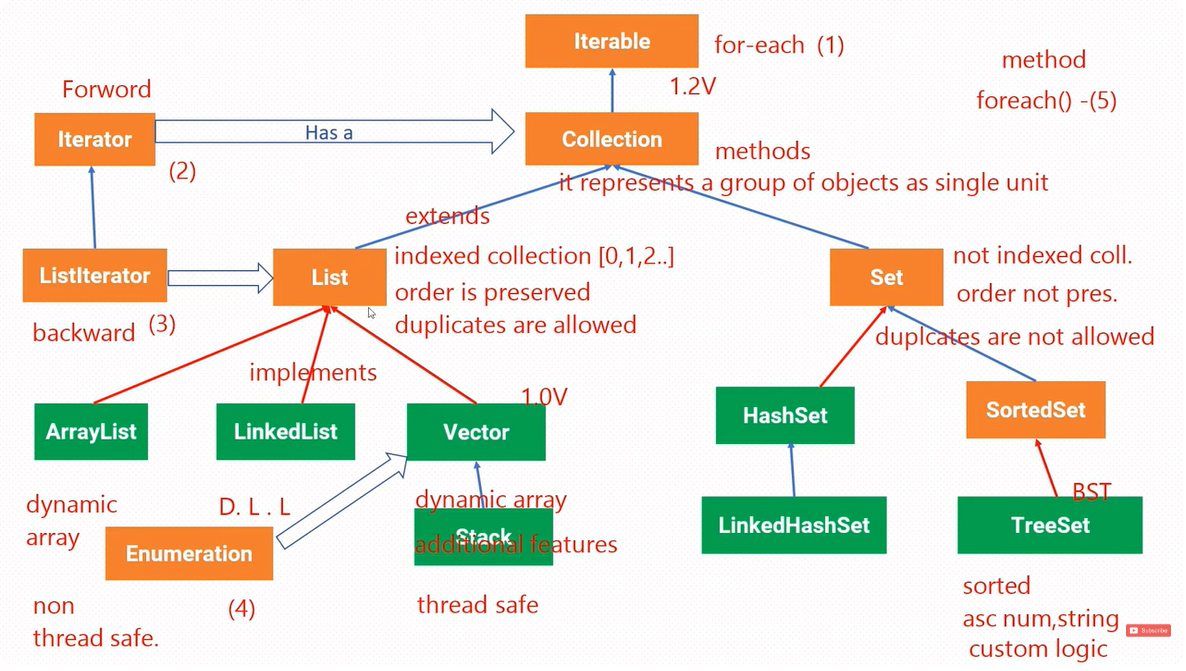 Iterable
for-each (1)
method
1.2V
foreach() -(5)
Forword
Iterator
Has a
Collection
(2)
methods
it represents a group of objects as single unit
extends
ListIterator
List
indexed collection [0,1,2..]
Set
not indexed coll.
order is preserved
order not pres.
backward (3)
duplicates are allowed
duplcates are not allowed
implements
1.0V
ArrayList
LinkedList
Vector
HashSet
SortedSet
dynamic
array
D. L . L
dynamic array
Stack
additional features
LinkedHashSet
BST
TreeSet
Enumeration
non
thread safe.
(4)
thread safe
sorted
asc num,string
custom logic
Subscribe